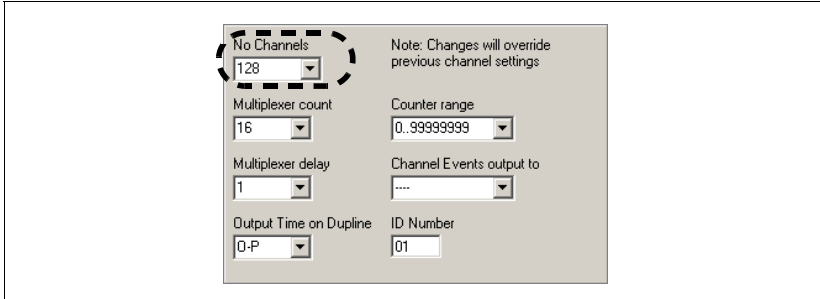 No Channels
Note: Changes will override
previous channel settings
128
Multiplexer count
Counter range
16
0..99999999
Multiplexer delay
Channel Events output to
1
----
Output Time on Dupline
ID Number
O-P
01